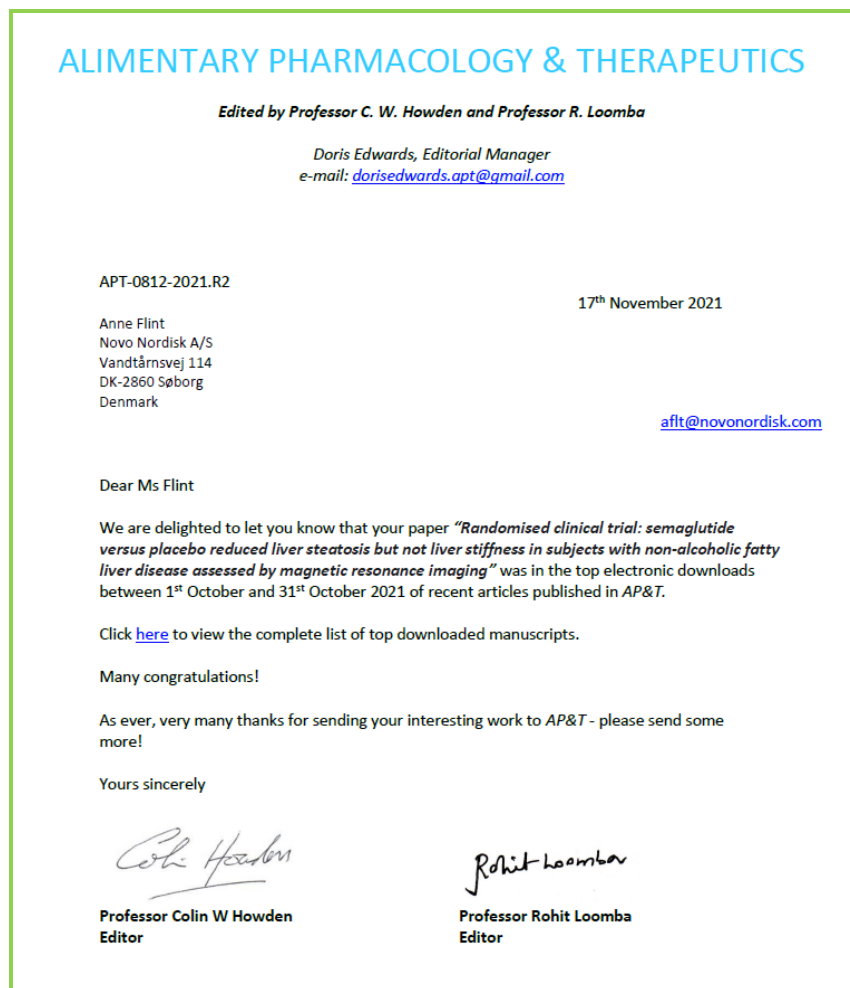 ALIMENTARY PHARMACOLOGY & THERAPEUTICS
Edited by Professor C. W. Howden and Professor R. Loomba
Doris Edwards, Editorial Manager
e-mail: dorisedwards.apt@gmail.com
APT-0812-2021.R2
17th November 2021
Anne Flint
Novo Nordisk A/S
Vandtårnsvej 114
DK-2860 Søborg
Denmark
aflt@novonordisk.com
Dear Ms Flint
We are delighted to let you know that your paper “Randomised clinical trial: semaglutide
versus placebo reduced liver steatosis but not liver stiffness in subjects with non-alcoholic fatty
liver disease assessed by magnetic resonance imaging” was in the top electronic downloads
between 1st October and 31st October 2021 of recent articles published in AP&T.
Click here to view the complete list of top downloaded manuscripts.
Many congratulations!
As ever, very many thanks for sending your interesting work to AP&T - please send some
more!
Yours sincerely
Colin Howden
Rohit Loomba
Professor Colin W Howden
Professor Rohit Loomba
Editor
Editor